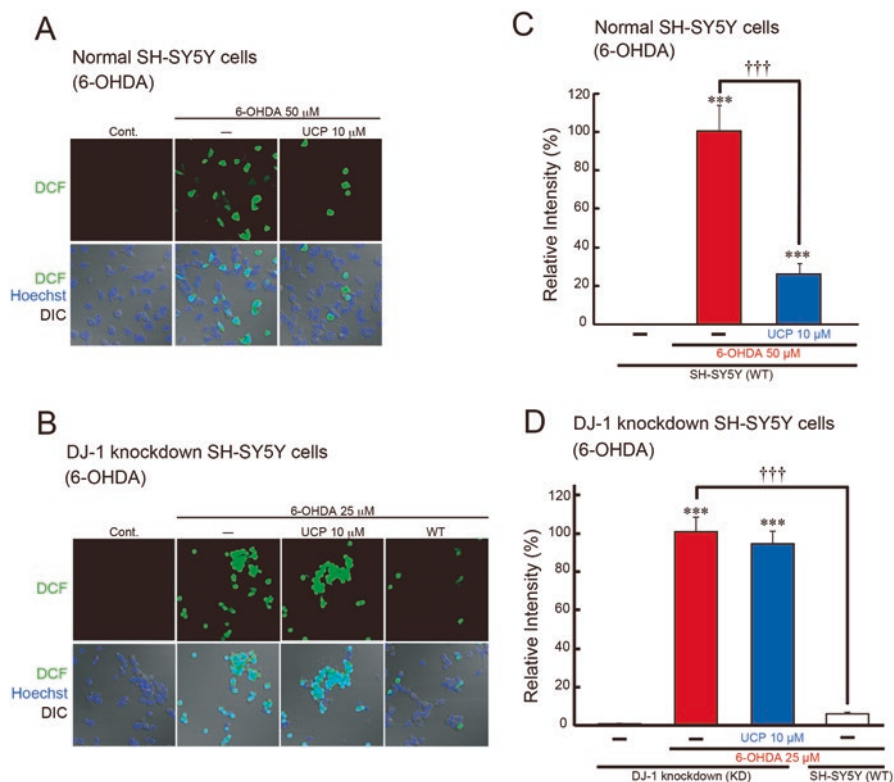 A
Normal SH-SY5Y cells
(6-OHDA)
6-OHDA 50 μM
Cont. — UCP 10 μM
DCF
DCF
Hoechst
DIC
B
DJ-1 knockdown SH-SY5Y cells
(6-OHDA)
6-OHDA 25 μM
Cont. — UCP 10 μM WT
DCF
DCF
Hoechst
DIC
C
Normal SH-SY5Y cells
(6-OHDA)
†††
Relative Intensity (%)
120
100
80
60
40
20
0
***
***
– – UCP 10 μM
6-OHDA 50 μM
SH-SY5Y (WT)
D
DJ-1 knockdown SH-SY5Y cells
(6-OHDA)
†††
Relative Intensity (%)
120
100
80
60
40
20
0
***
***
– – UCP 10 μM –
6-OHDA 25 μM
DJ-1 knockdown (KD) SH-SY5Y (WT)